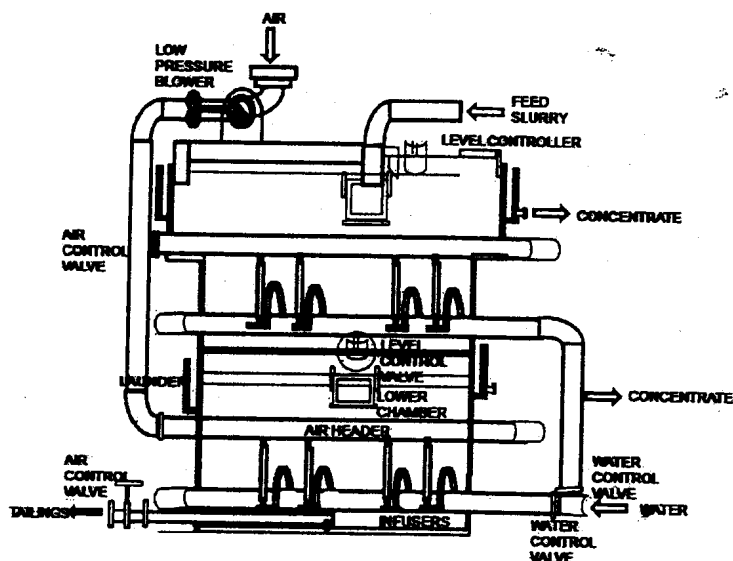 AIR
LOW
PRESSURE
BLOWER
FEED
SLURRY
LEVEL CONTROLLER
CONCENTRATE
AIR
CONTROL
VALVE
LEVEL
CONTROL
VALVE
LAUNDER
LOWER
CHAMBER
CONCENTRATE
AIR HEADER
AIR
CONTROL
VALVE
WATER
CONTROL
VALVE
TAILINGS
WATER
INFUSERS
WATER
CONTROL
VALVE